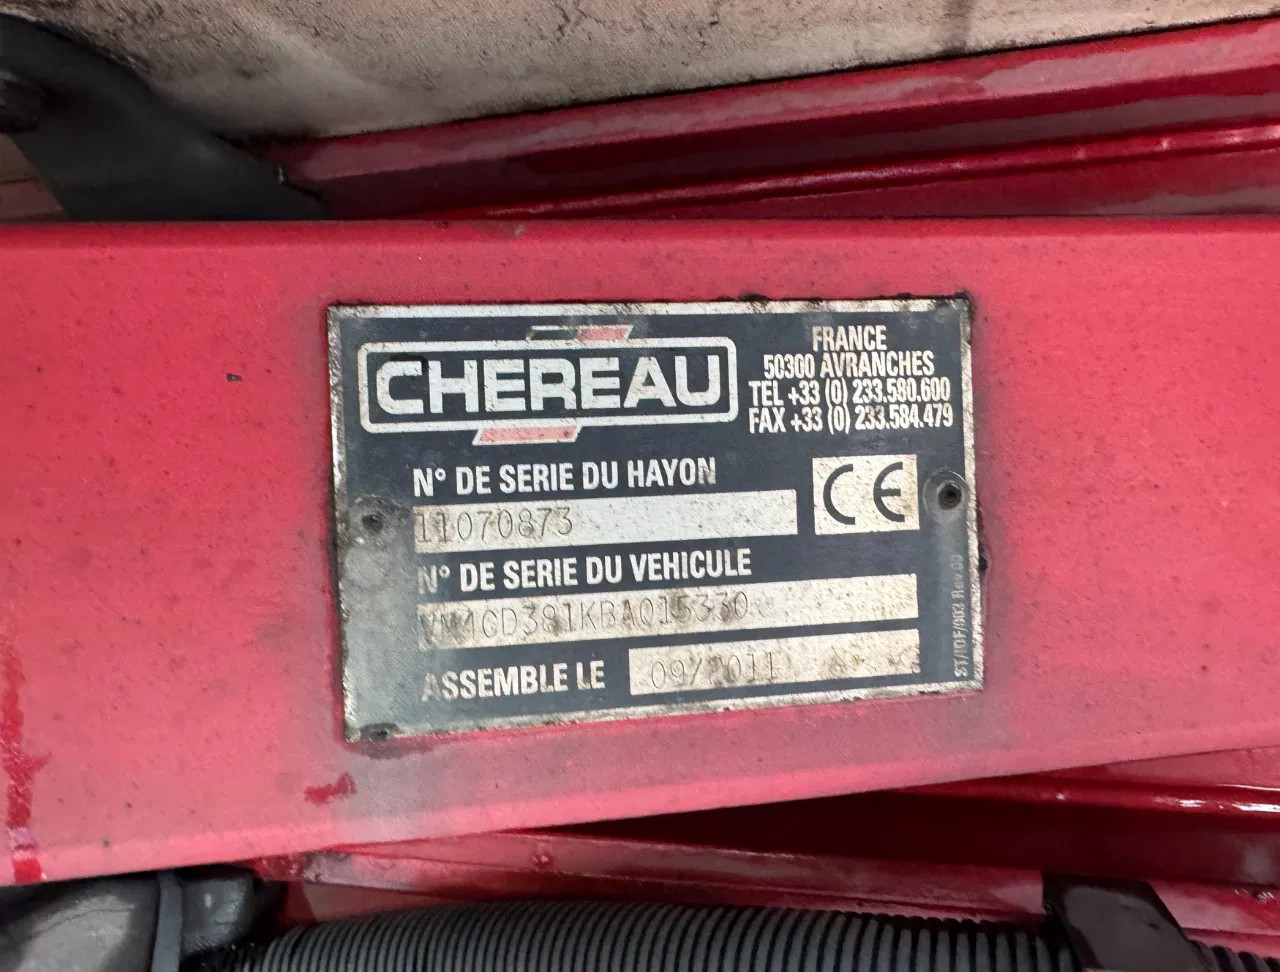 CHEREAU
FRANCE
50300 AVRANCHES
TEL +33 (0) 233.580.600
FAX +33 (0) 233.584.479
N° DE SERIE DU HAYON
11070873
CE
N° DE SERIE DU VEHICULE
ASSEMBLE LE
09/2011